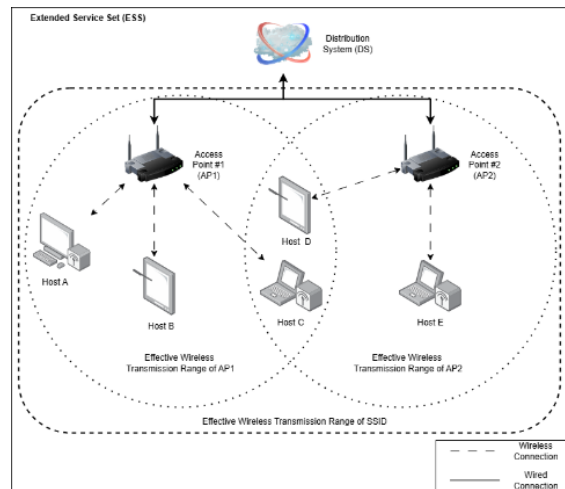 Extended Service Set (ESS)
Distribution
System (DS)
Access
Point #1
(AP1)
Access
Point #2
(AP2)
Host D
Host A
Host B
Host C
Host E
Effective Wireless
Transmission Range of AP1
Effective Wireless
Transmission Range of AP2
Effective Wireless Transmission Range of SSID
Wireless
Connection
Wired
Connection